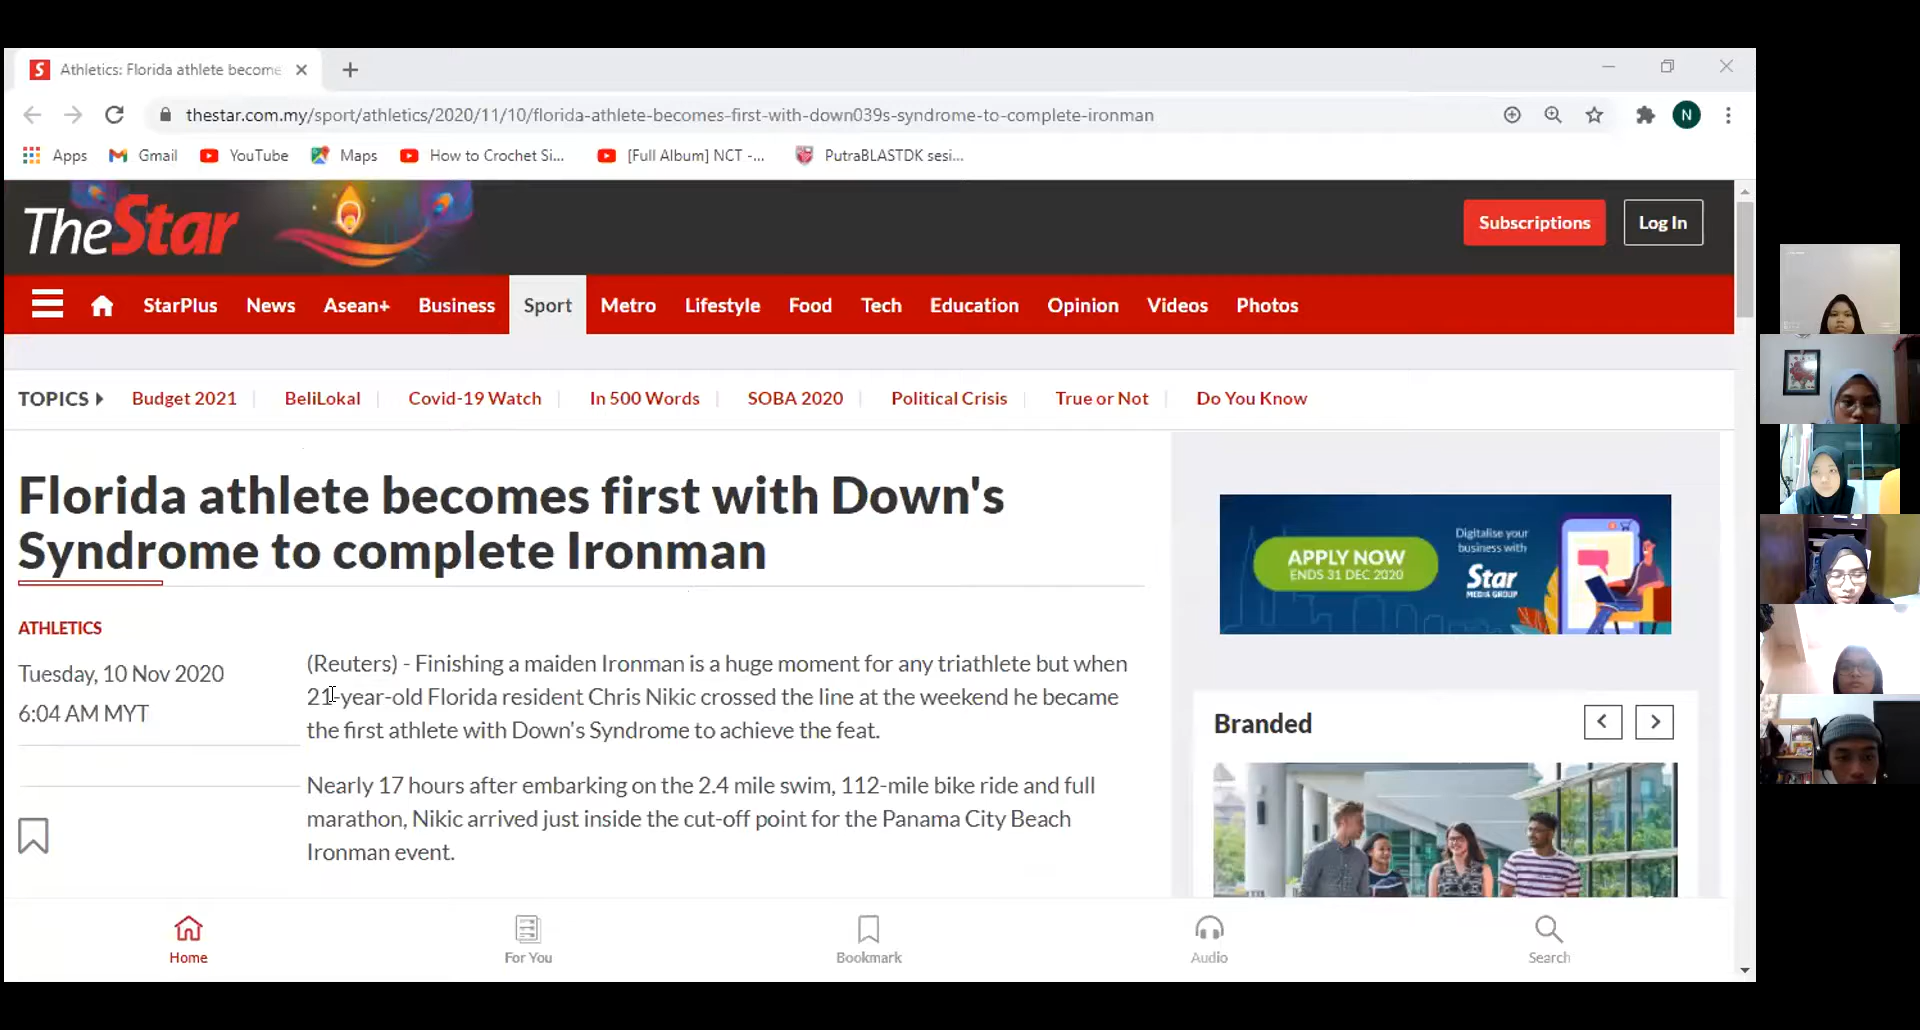 Athletics: Florida athlete become
thestar.com.my/sport/athletics/2020/11/10/florida-athlete-becomes-first-with-down039s-syndrome-to-complete-ironman
N
Apps Gmail YouTube Maps How to Crochet Si... [Full Album] NCT -... PutraBLASTDK sesi...
TheStar
Subscriptions Log In
StarPlus News Asean+ Business Sport Metro Lifestyle Food Tech Education Opinion Videos Photos
TOPICS Budget 2021 BeliLokal Covid-19 Watch In 500 Words SOBA 2020 Political Crisis True or Not Do You Know
Florida athlete becomes first with Down's
Syndrome to complete Ironman
ATHLETICS
Tuesday, 10 Nov 2020
6:04 AM MYT
(Reuters) - Finishing a maiden Ironman is a huge moment for any triathlete but when
21-year-old Florida resident Chris Nikic crossed the line at the weekend he became
the first athlete with Down's Syndrome to achieve the feat.
Nearly 17 hours after embarking on the 2.4 mile swim, 112-mile bike ride and full
marathon, Nikic arrived just inside the cut-off point for the Panama City Beach
Ironman event.
APPLY NOW
ENDS 31 DEC 2020
Digitalise your
business with
Star
MEDIA GROUP
Branded
Home For You Bookmark Audio Search